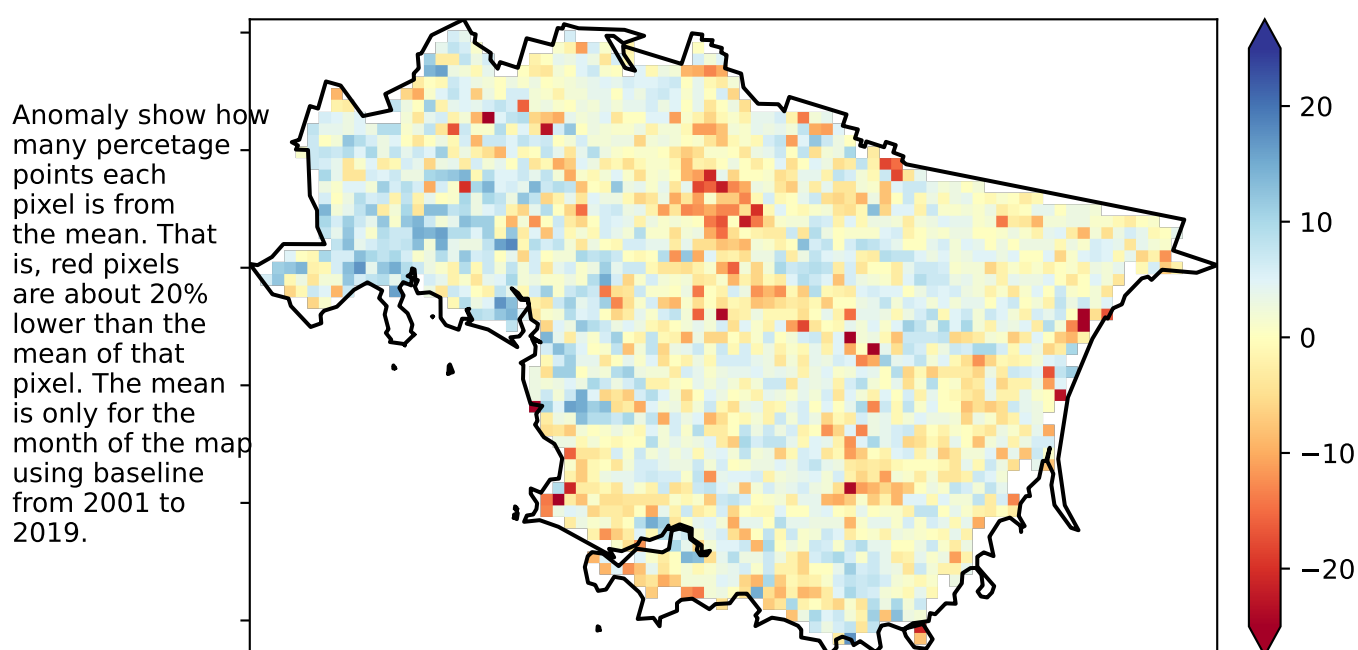 Anomaly show how
many percetage
points each
pixel is from
the mean. That
is, red pixels
are about 20%
lower than the
mean of that
pixel. The mean
is only for the
month of the map
using baseline
from 2001 to
2019.
20
10
0
−10
−20